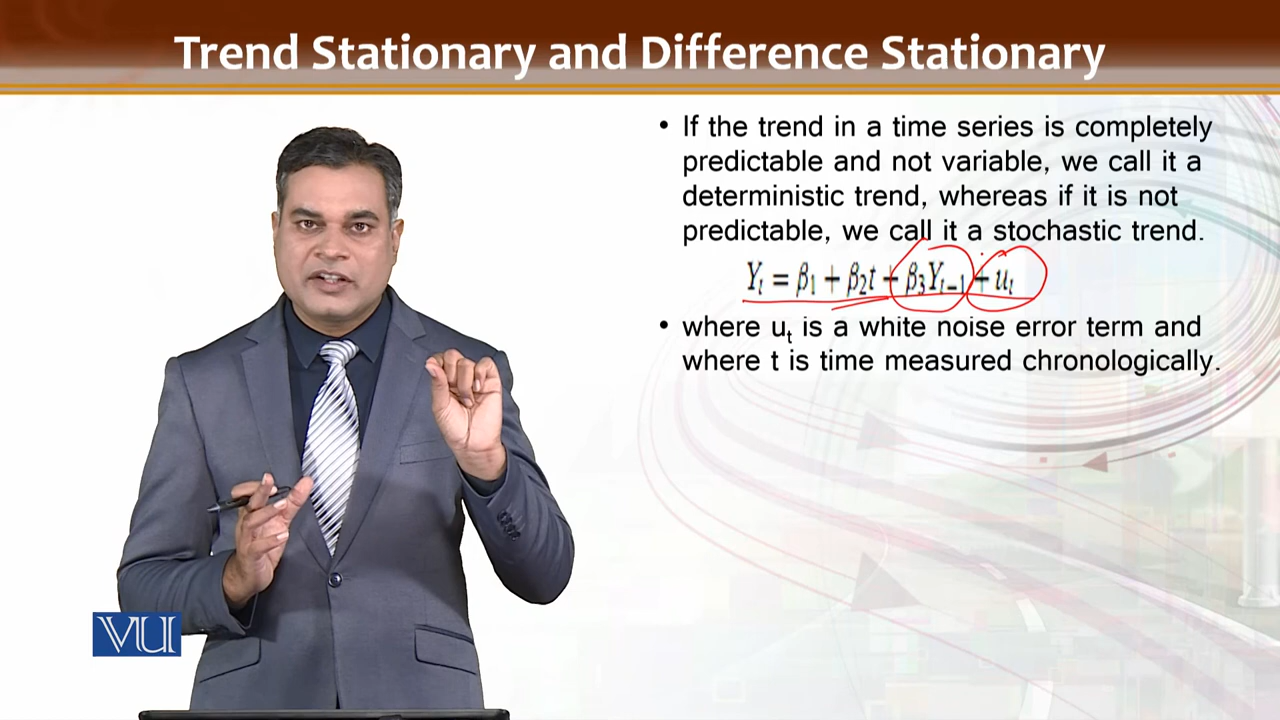 Trend Stationary and Difference Stationary
• If the trend in a time series is completely
predictable and not variable, we call it a
deterministic trend, whereas if it is not
predictable, we call it a stochastic trend.
Yₜ = β₁ + β₂t + β₃Yₜ₋₁ + uₜ
• where uₜ is a white noise error term and
where t is time measured chronologically.
VU